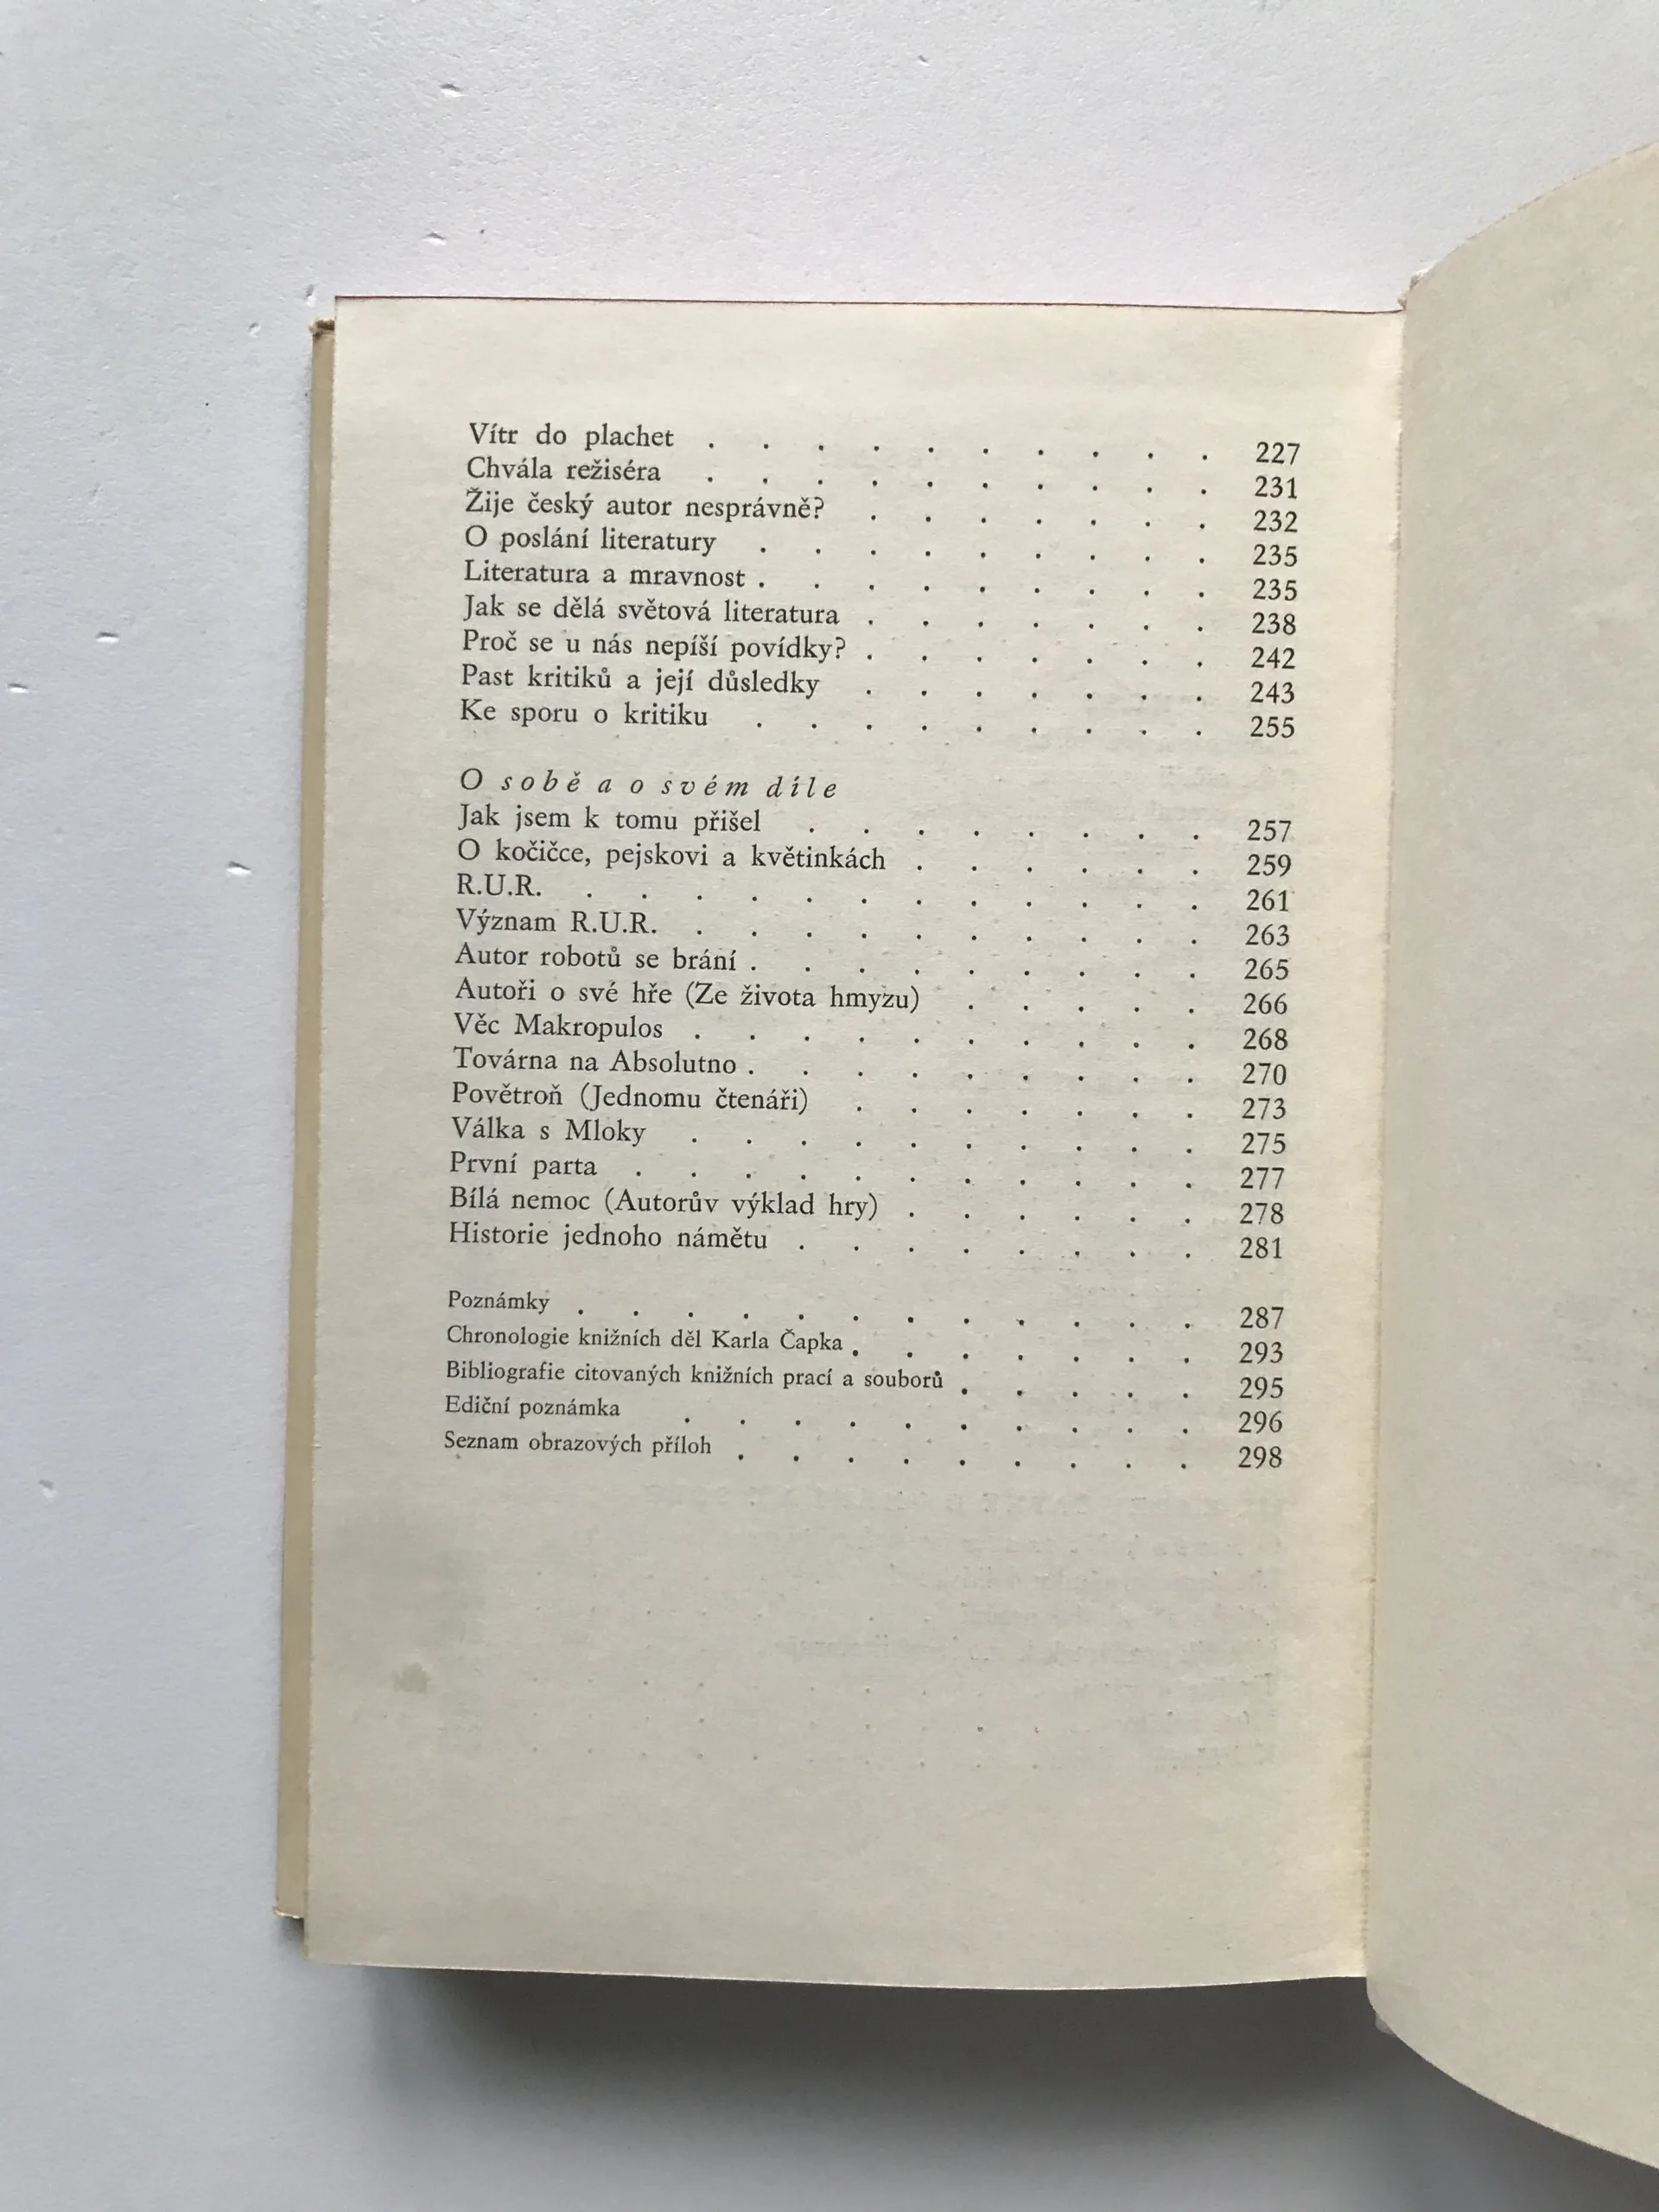 Vítr do plachet . . . . . . . . . . 227
Chvála režiséra . . . . . . . . . . 231
Žije český autor nesprávně? . . . . . . . 232
O poslání literatury . . . . . . . . . 235
Literatura a mravnost . . . . . . . . . 235
Jak se dělá světová literatura . . . . . . . 238
Proč se u nás nepíší povídky? . . . . . . . 242
Past kritiků a její důsledky . . . . . . . 243
Ke sporu o kritiku . . . . . . . . . 255
O sobě a o svém díle
Jak jsem k tomu přišel . . . . . . . . 257
O kočičce, pejskovi a květinkách . . . . . . 259
R.U.R. . . . . . . . . . . . . 261
Význam R.U.R. . . . . . . . . . . 263
Autor robotů se brání . . . . . . . . . 265
Autoři o své hře (Ze života hmyzu) . . . . . 266
Věc Makropulos . . . . . . . . . . 268
Továrna na Absolutno . . . . . . . . . 270
Povětroň (Jednomu čtenáři) . . . . . . . 273
Válka s Mloky . . . . . . . . . . 275
První parta . . . . . . . . . . . 277
Bílá nemoc (Autorův výklad hry) . . . . . . 278
Historie jednoho námětu . . . . . . . . 281
Poznámky . . . . . . . . . . . . 287
Chronologie knižních děl Karla Čapka . . . . . . . 293
Bibliografie citovaných knižních prací a souborů . . . . . 295
Ediční poznámka . . . . . . . . . . 296
Seznam obrazových příloh . . . . . . . . . 298